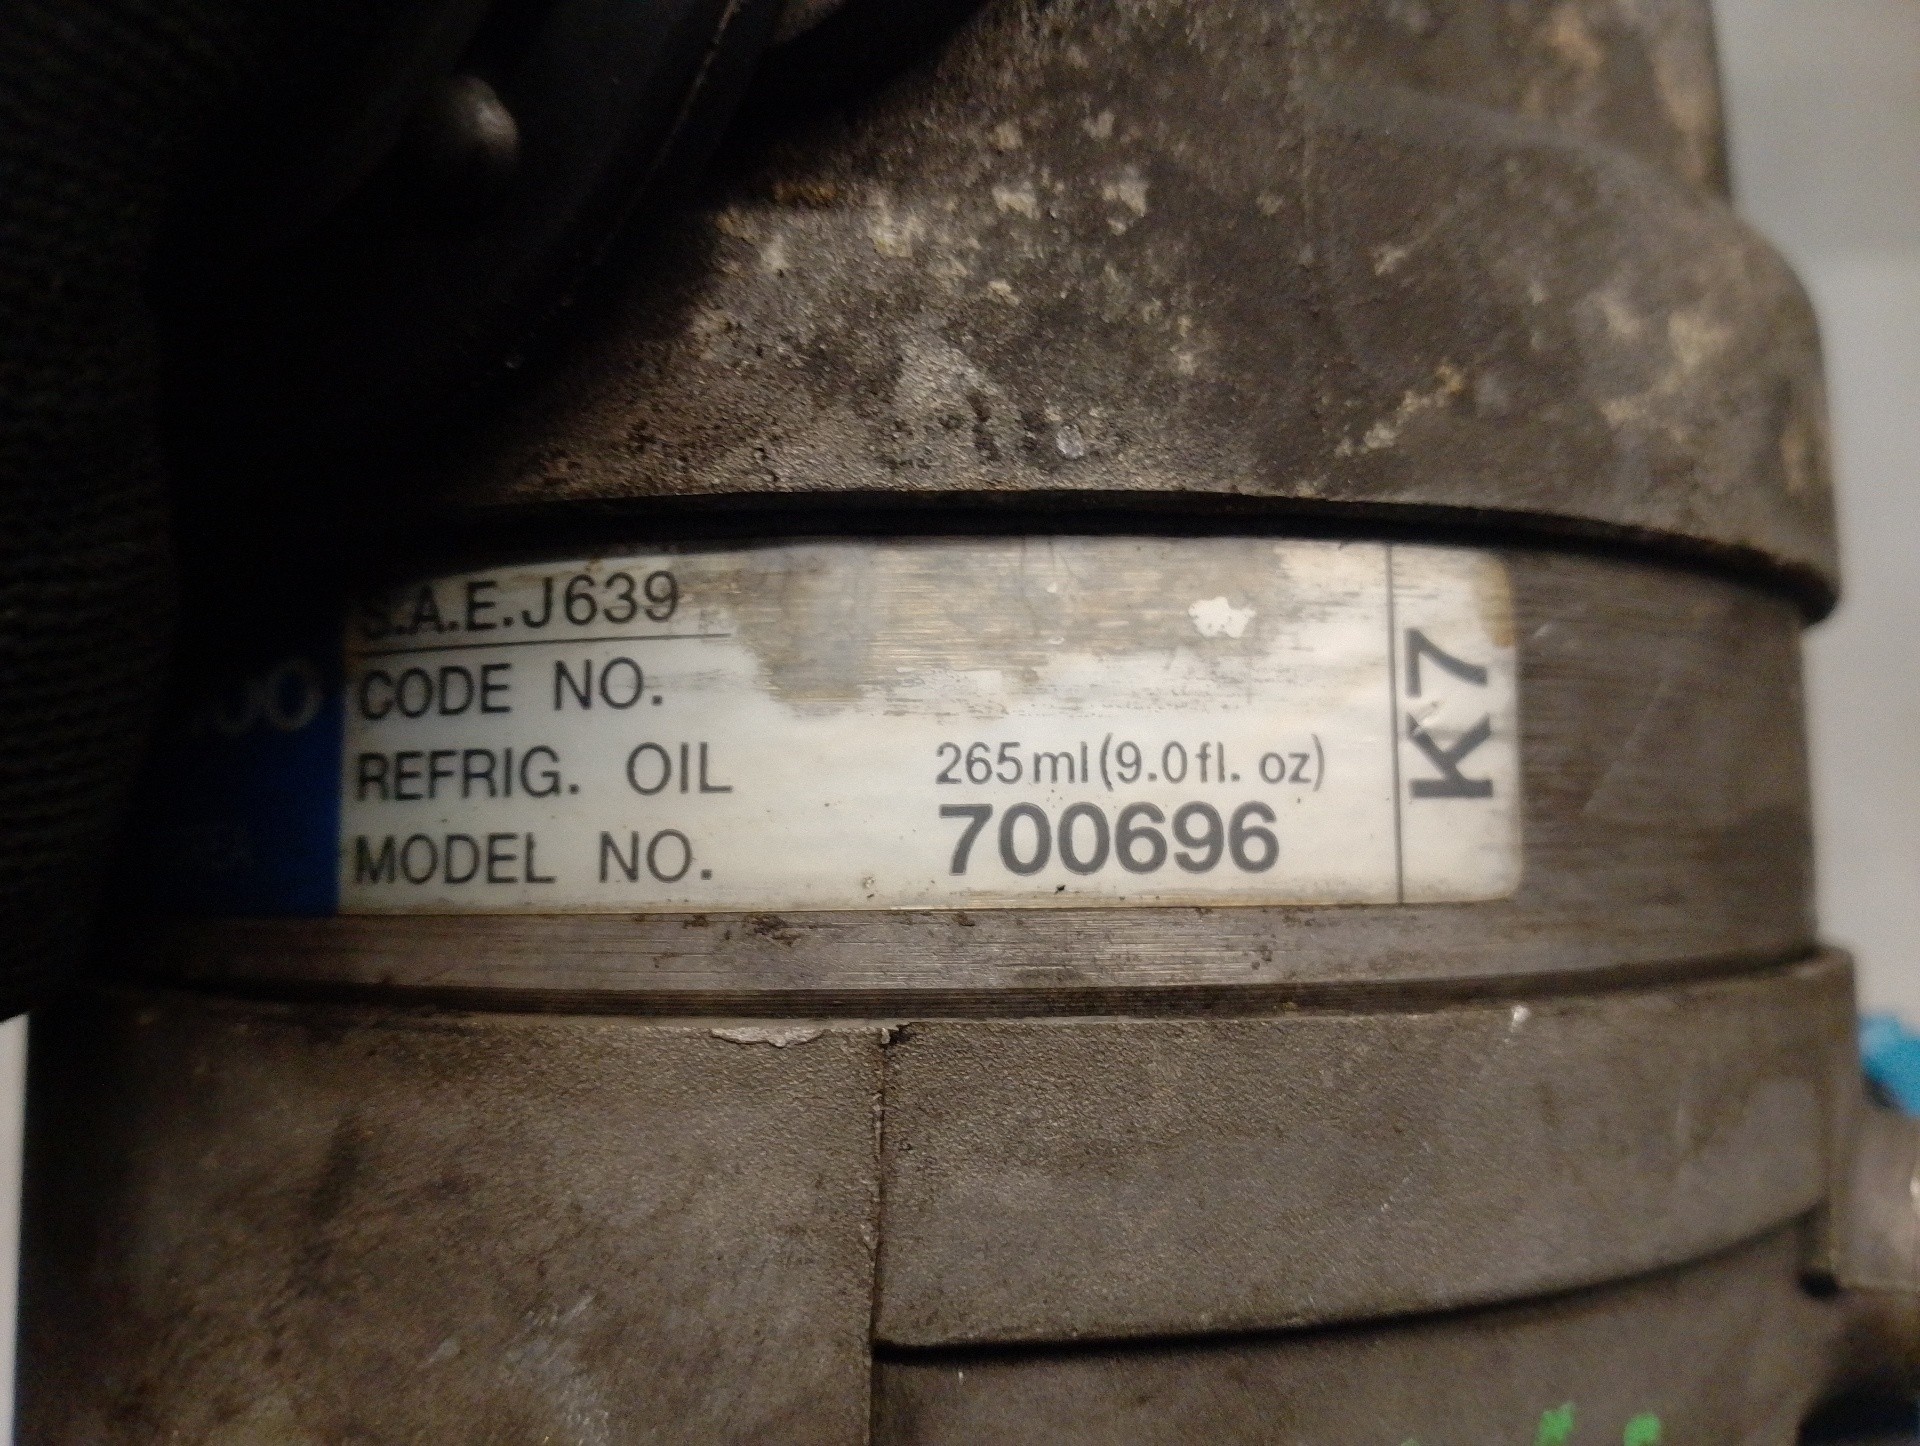 S.A.E.J639
CODE NO.
REFRIG. OIL 265ml(9.0fl. oz)
MODEL NO. 700696
K7